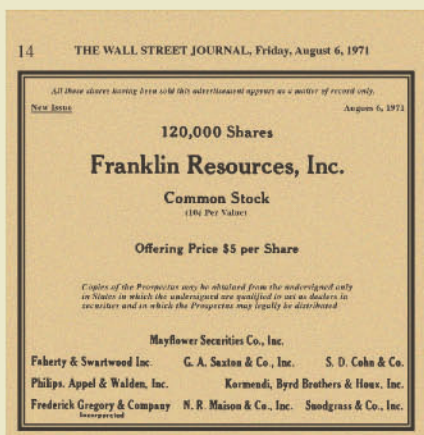 14 THE WALL STREET JOURNAL, Friday, August 6, 1971
All these shares having been sold this advertisement appears as a matter of record only.
New Issue August 6, 1971
120,000 Shares
Franklin Resources, Inc.
Common Stock
(10¢ Par Value)
Offering Price $5 per Share
Copies of the Prospectus may be obtained from the undersigned only
in States in which the undersigned are qualified to act as dealers in
securities and in which the Prospectus may legally be distributed
Mayflower Securities Co., Inc.
Faherty & Swartwood Inc. G. A. Saxton & Co., Inc. S. D. Cohn & Co.
Philips, Appel & Walden, Inc. Kormendi, Byrd Brothers & Houx, Inc.
Frederick Gregory & Company N. R. Maison & Co., Inc. Snodgrass & Co., Inc.
Incorporated